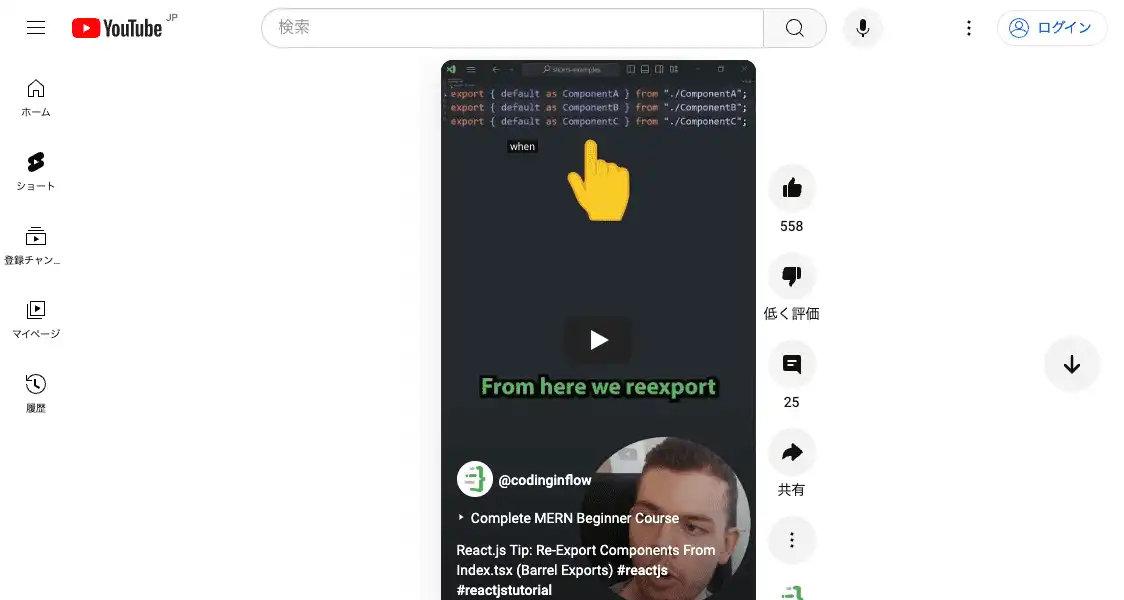 YouTube JP
検索
ログイン
ホーム
ショート
登録チャン...
マイページ
履歴
mern-examples
export { default as ComponentA } from "./ComponentA";
export { default as ComponentB } from "./ComponentB";
export { default as ComponentC } from "./ComponentC";
when
From here we reexport
@codinginflow
Complete MERN Beginner Course
React.js Tip: Re-Export Components From
Index.tsx (Barrel Exports) #reactjs
#reactjstutorial
558
低く評価
25
共有